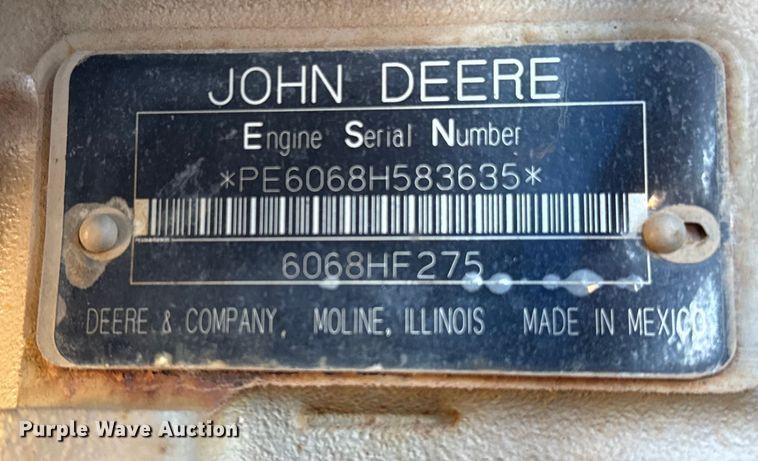 JOHN DEERE
Engine Serial Number
*PE6068H583635*
6068HF275
DEERE & COMPANY, MOLINE, ILLINOIS MADE IN MEXICO
Purple Wave Auction